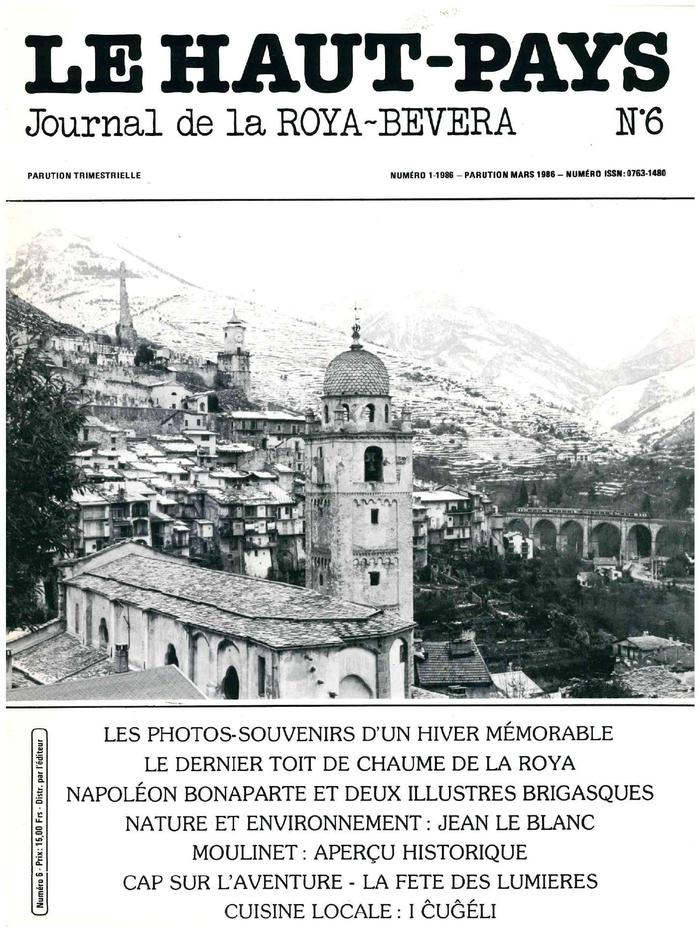 LE HAUT-PAYS
Journal de la ROYA~BEVERA N°6
PARUTION TRIMESTRIELLE NUMÉRO 1-1986 – PARUTION MARS 1986 – NUMÉRO ISSN: 0763-1480
LES PHOTOS-SOUVENIRS D'UN HIVER MÉMORABLE
LE DERNIER TOIT DE CHAUME DE LA ROYA
NAPOLÉON BONAPARTE ET DEUX ILLUSTRES BRIGASQUES
NATURE ET ENVIRONNEMENT : JEAN LE BLANC
MOULINET : APERÇU HISTORIQUE
CAP SUR L'AVENTURE - LA FETE DES LUMIERES
CUISINE LOCALE : I ĈUĜÉLI
Numéro 6 - Prix: 15,00 Frs - Distr. par l'éditeur